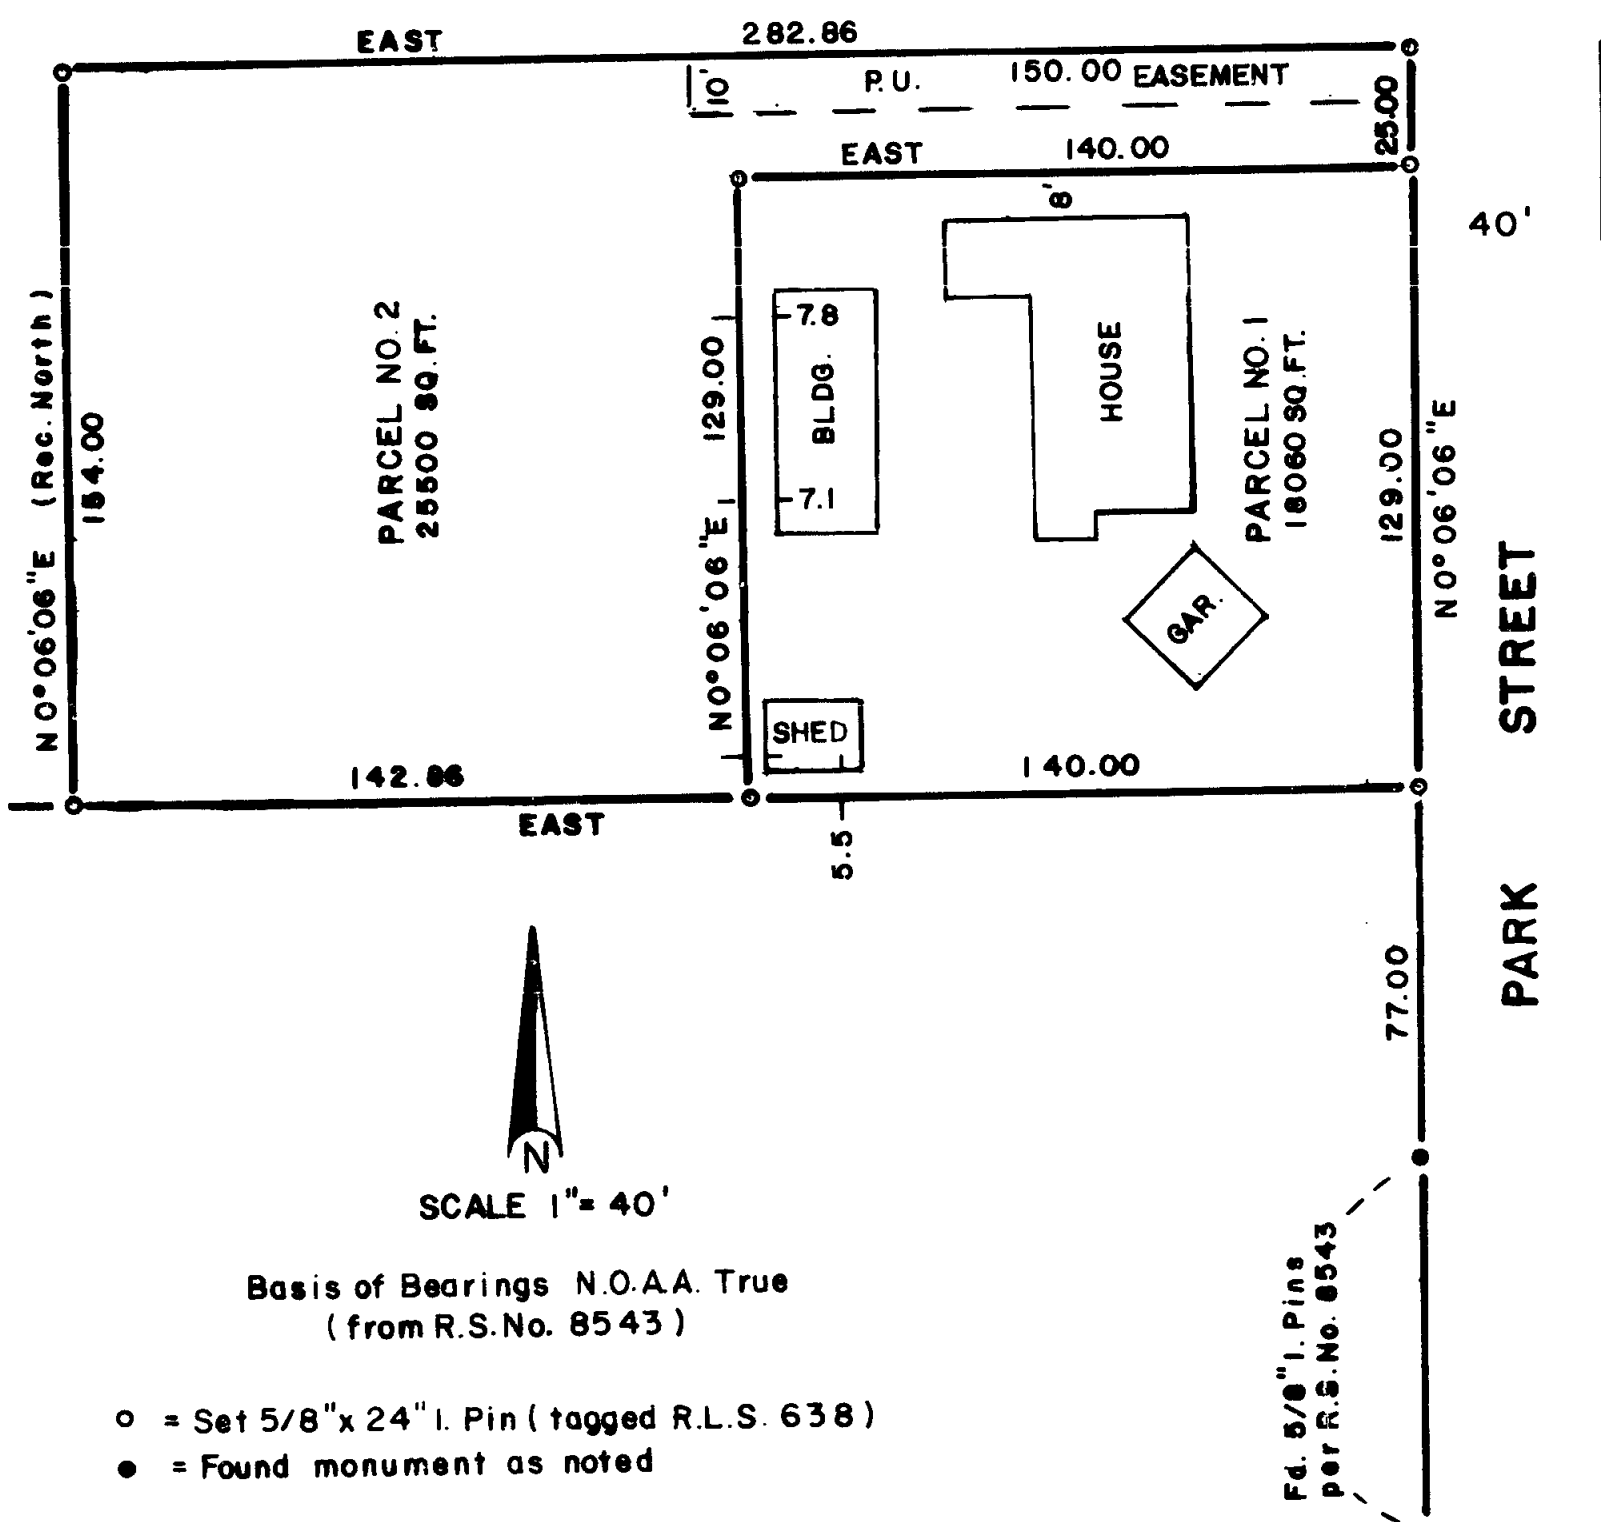 EAST 282.86
10' P.U. 150.00 EASEMENT
25.00
EAST 140.00
8'
40'
N 0°06'06"E (Rec. North)
154.00
PARCEL NO. 2
25500 SQ. FT.
N 0°06'06"E 129.00
7.8
BLDG.
7.1
HOUSE
PARCEL NO. 1
18060 SQ. FT.
129.00
N 0°06'06"E
GAR.
SHED
142.86
EAST
140.00
5.5
PARK STREET
77.00
N
SCALE 1"= 40'
Basis of Bearings N.O.A.A. True
(from R.S. No. 8543)
Fd. 5/8" I. Pins
per R.S. No. 8543
= Set 5/8"x 24" I. Pin (tagged R.L.S. 638)
= Found monument as noted